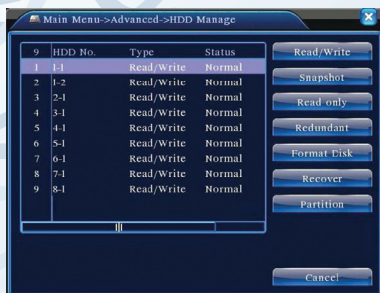 Main Menu->Advanced->HDD Manage
9 HDD No. Type Status
1 1-1 Read/Write Normal
2 1-2 Read/Write Normal
3 2-1 Read/Write Normal
4 3-1 Read/Write Normal
5 4-1 Read/Write Normal
6 5-1 Read/Write Normal
7 6-1 Read/Write Normal
8 7-1 Read/Write Normal
9 8-1 Read/Write Normal
Read/Write
Snapshot
Read only
Redundant
Format Disk
Recover
Partition
Cancel